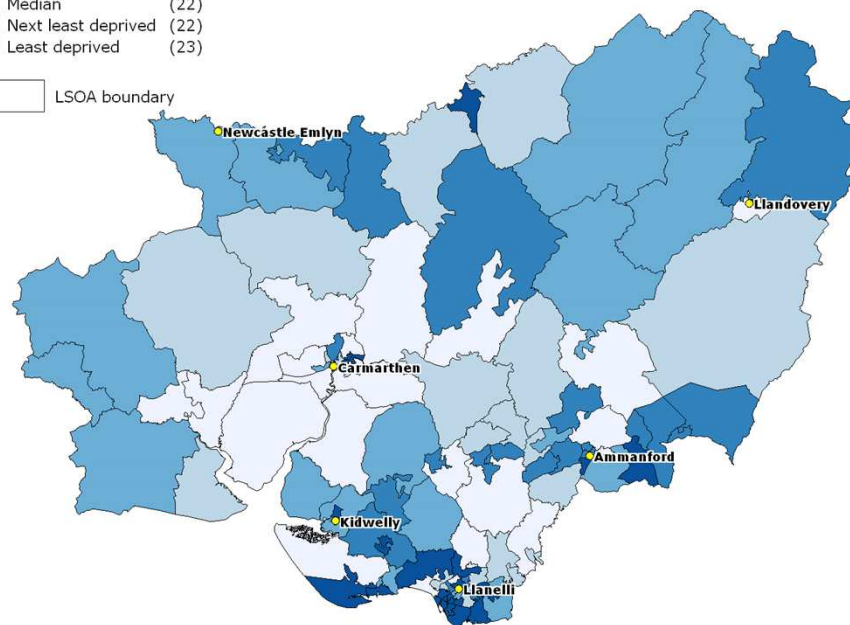 Median (22)
Next least deprived (22)
Least deprived (23)
LSOA boundary
Newcastle Emlyn
Llandovery
Carmarthen
Ammanford
Kidwelly
Llanelli